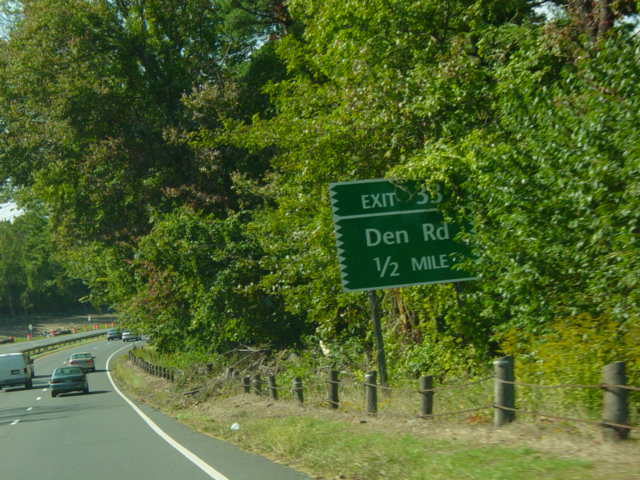 EXIT 33
Den Rd
1/2 MILE